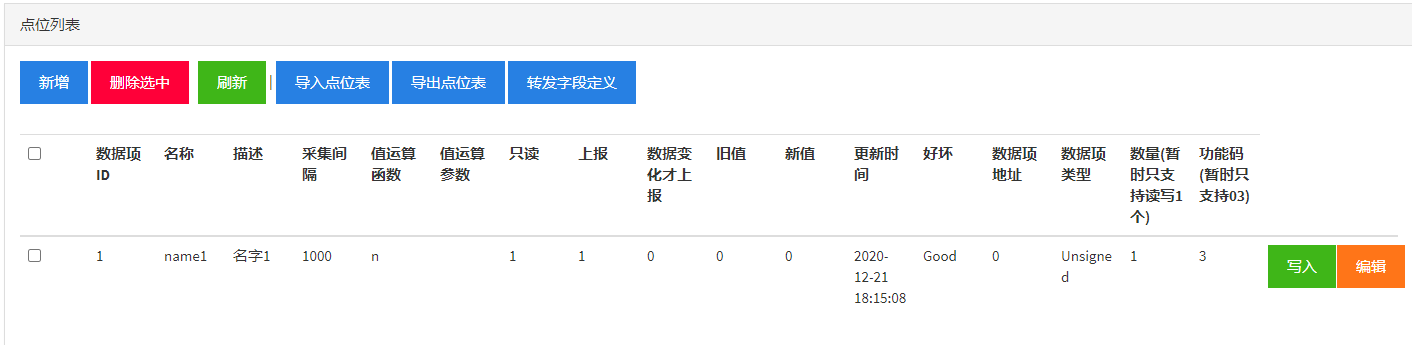 点位列表
新增 删除选中 刷新 | 导入点位表 导出点位表 转发字段定义
数据项ID 名称 描述 采集间隔 值运算函数 值运算参数 只读 上报 数据变化才上报 旧值 新值 更新时间 好坏 数据项地址 数据项类型 数量(暂时只支持读写1个) 功能码(暂时只支持03)
1 name1 名字1 1000 n 1 1 0 0 0 2020-12-21 18:15:08 Good 0 Unsigned 1 3 写入 编辑